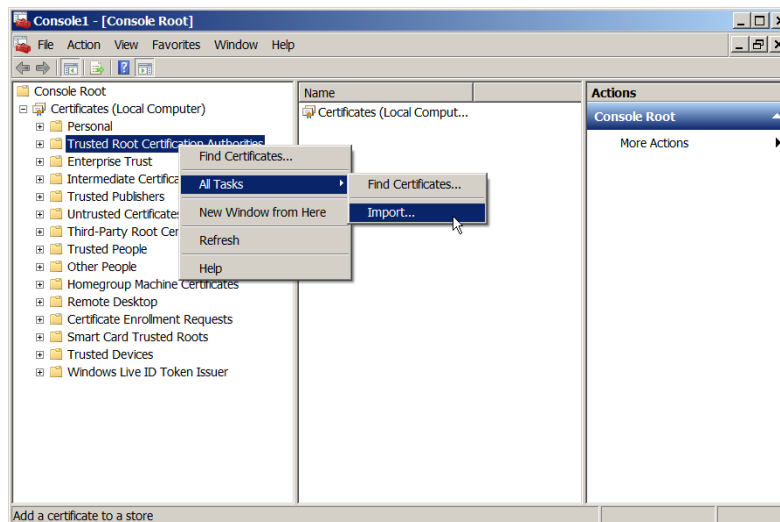 Console1 - [Console Root]
File Action View Favorites Window Help
Console Root
Certificates (Local Computer)
Personal
Trusted Root Certification Authorities
Enterprise Trust
Intermediate Certifica
Trusted Publishers
Untrusted Certificates
Third-Party Root Cer
Trusted People
Other People
Homegroup Machine Certificates
Remote Desktop
Certificate Enrollment Requests
Smart Card Trusted Roots
Trusted Devices
Windows Live ID Token Issuer
Find Certificates...
All Tasks
New Window from Here
Refresh
Help
Find Certificates...
Import...
Name
Certificates (Local Comput...
Actions
Console Root
More Actions
Add a certificate to a store